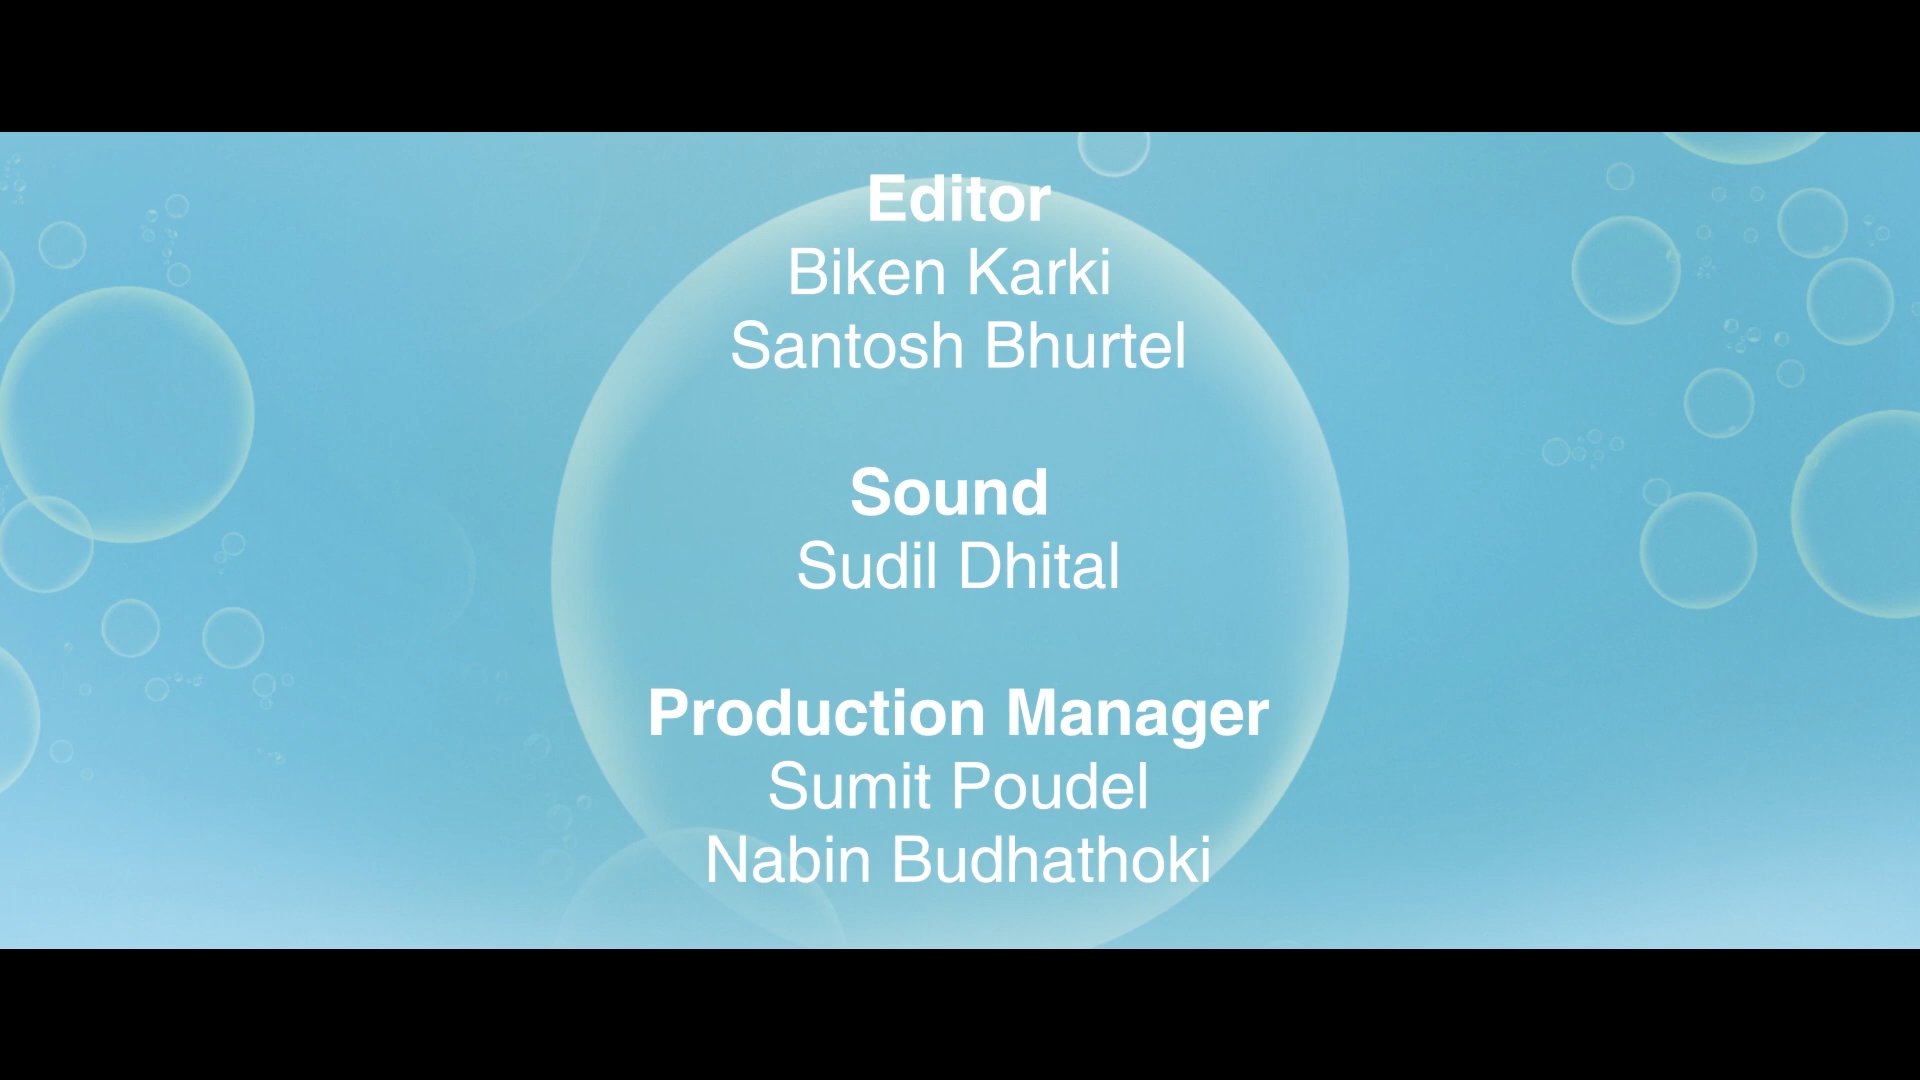 Editor
Biken Karki
Santosh Bhurtel
Sound
Sudil Dhital
Production Manager
Sumit Poudel
Nabin Budhathoki